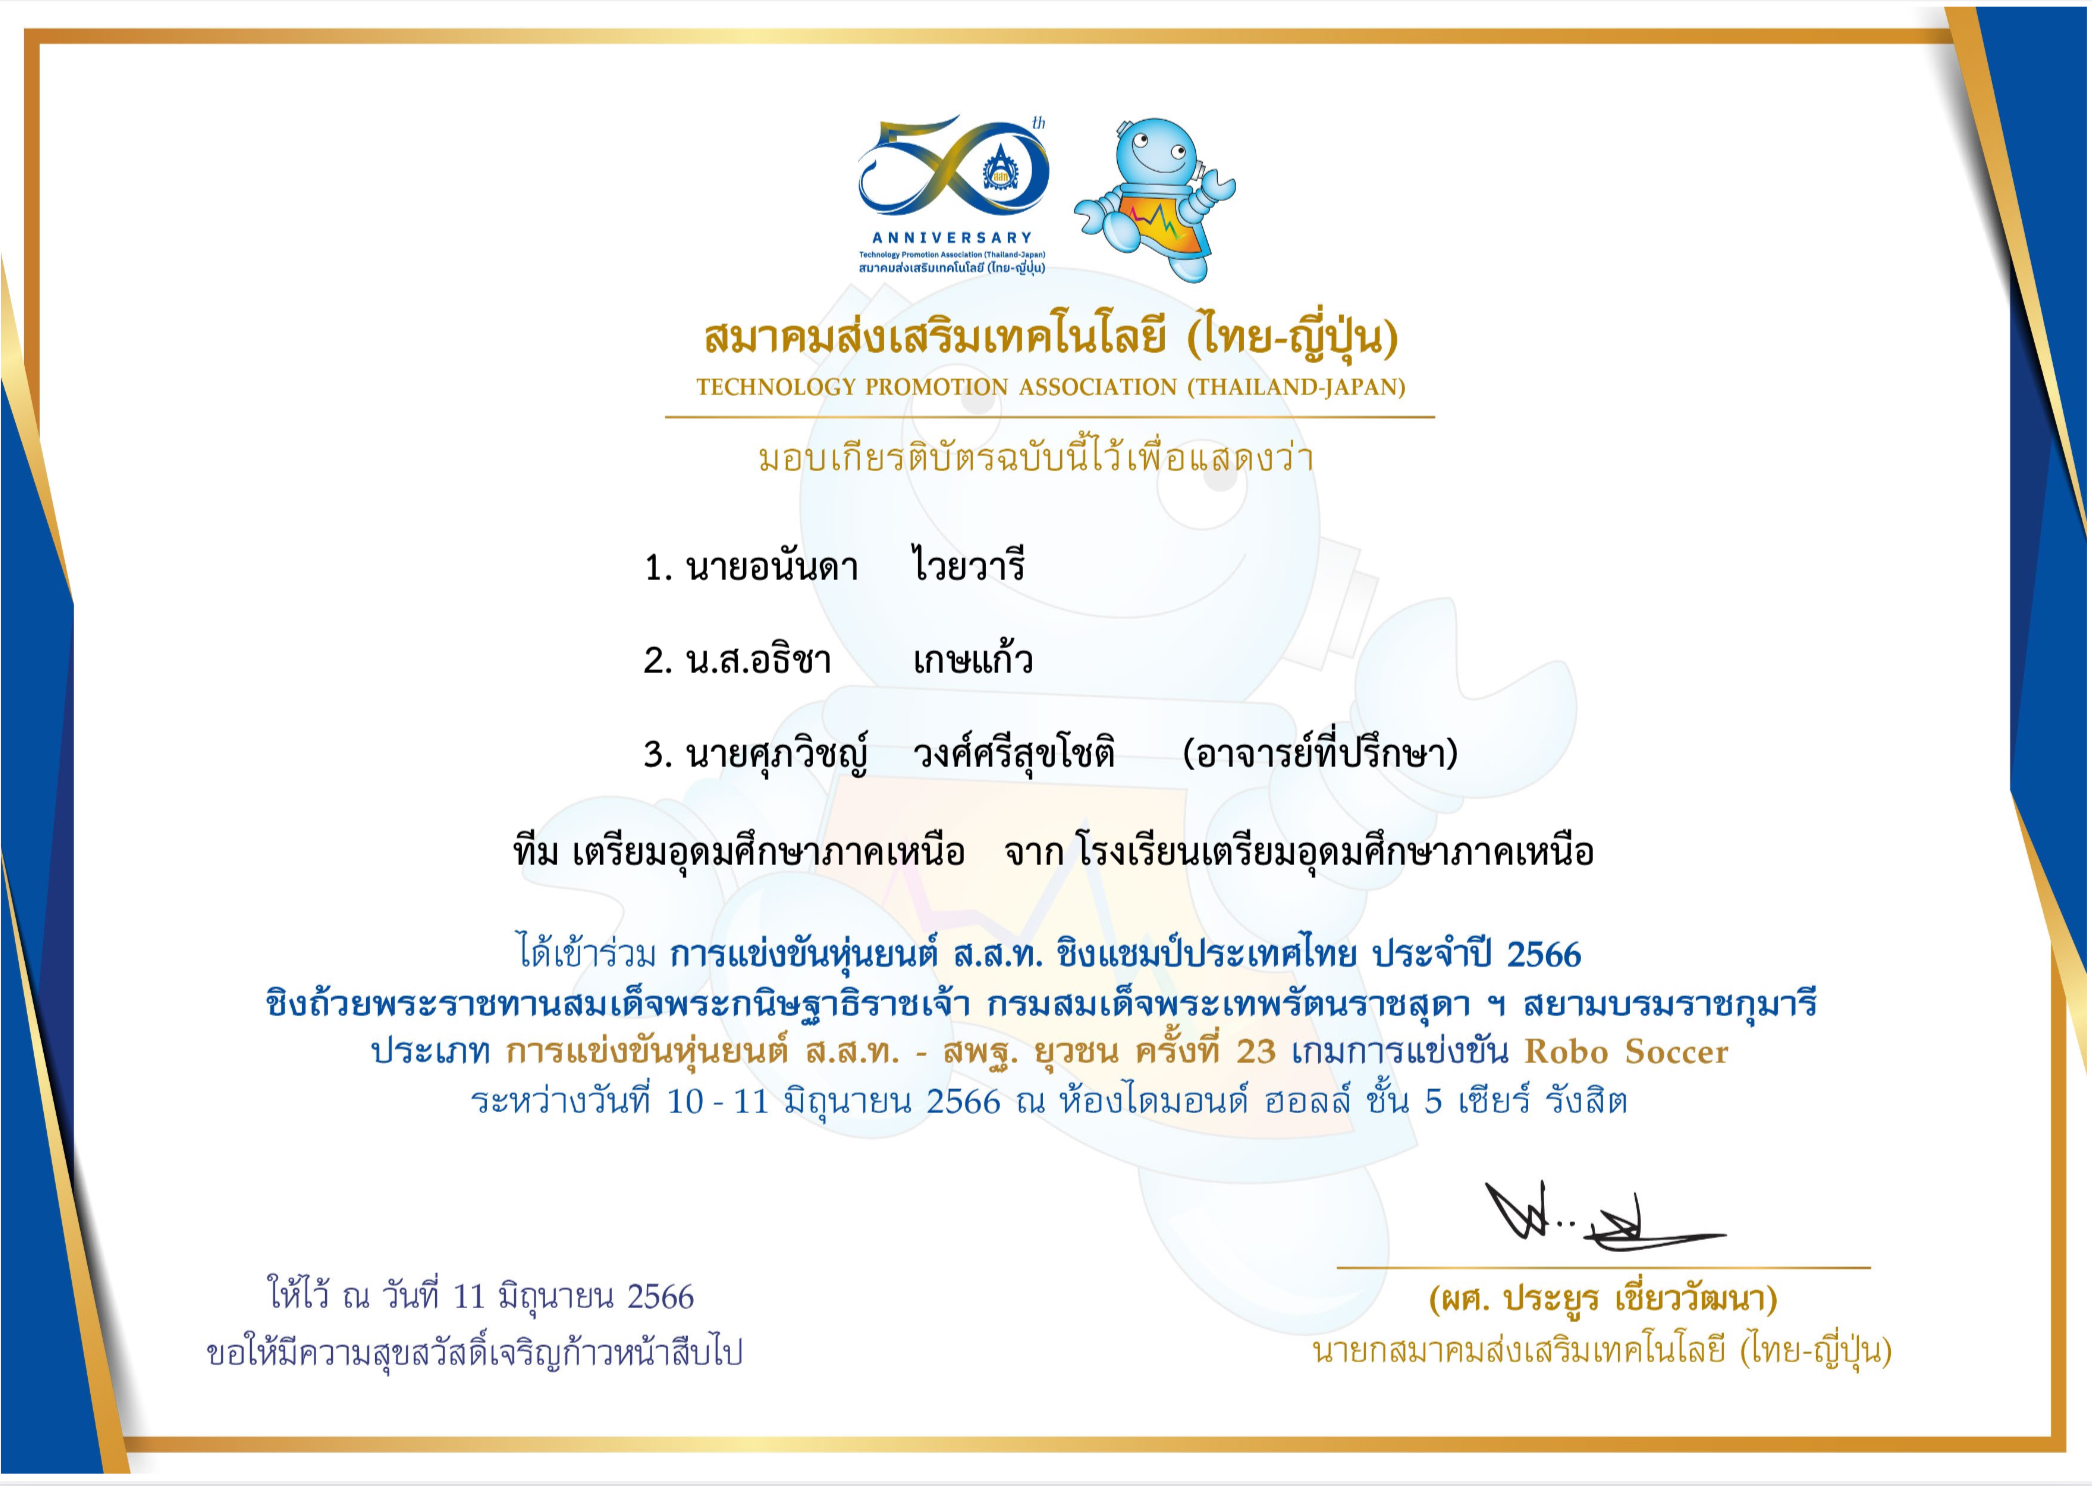 50th
สสท
ANNIVERSARY
Technology Promotion Association (Thailand-Japan)
สมาคมส่งเสริมเทคโนโลยี (ไทย-ญี่ปุ่น)
สมาคมส่งเสริมเทคโนโลยี (ไทย-ญี่ปุ่น)
TECHNOLOGY PROMOTION ASSOCIATION (THAILAND-JAPAN)
มอบเกียรติบัตรฉบับนี้ไว้เพื่อแสดงว่า
1. นายอนันดา ไวยวารี
2. น.ส.อธิชา เกษแก้ว
3. นายศุภวิชญ์ วงศ์ศรีสุขโชติ (อาจารย์ที่ปรึกษา)
ทีม เตรียมอุดมศึกษาภาคเหนือ จาก โรงเรียนเตรียมอุดมศึกษาภาคเหนือ
ได้เข้าร่วม การแข่งขันหุ่นยนต์ ส.ส.ท. ชิงแชมป์ประเทศไทย ประจำปี 2566
ชิงถ้วยพระราชทานสมเด็จพระกนิษฐาธิราชเจ้า กรมสมเด็จพระเทพรัตนราชสุดา ฯ สยามบรมราชกุมารี
ประเภท การแข่งขันหุ่นยนต์ ส.ส.ท. - สพฐ. ยุวชน ครั้งที่ 23 เกมการแข่งขัน Robo Soccer
ระหว่างวันที่ 10 - 11 มิถุนายน 2566 ณ ห้องไดมอนด์ ฮอลล์ ชั้น 5 เซียร์ รังสิต
ให้ไว้ ณ วันที่ 11 มิถุนายน 2566
ขอให้มีความสุขสวัสดิ์เจริญก้าวหน้าสืบไป
(ผศ. ประยูร เชี่ยววัฒนา)
นายกสมาคมส่งเสริมเทคโนโลยี (ไทย-ญี่ปุ่น)